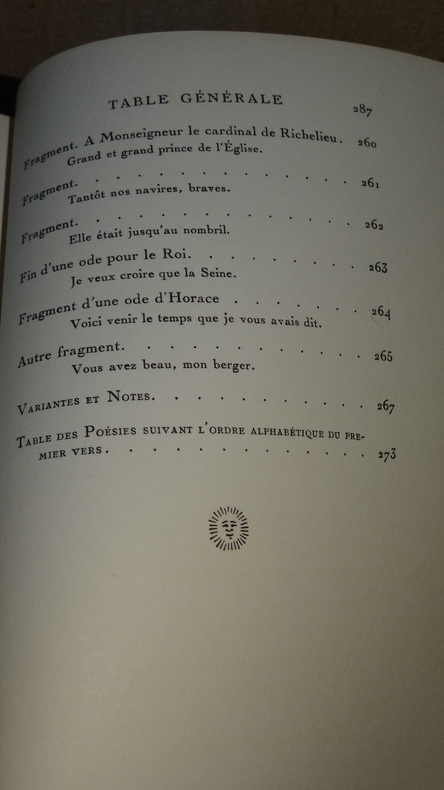 TABLE GÉNÉRALE 287
Fragment. A Monseigneur le cardinal de Richelieu. 260
Grand et grand prince de l'Église.
Fragment. . . . . . . . . . . . 261
Tantôt nos navires, braves.
Fragment. . . . . . . . . . . . 262
Elle était jusqu'au nombril.
Fin d'une ode pour le Roi. . . . . . . . 263
Je veux croire que la Seine.
Fragment d'une ode d'Horace . . . . . . 264
Voici venir le temps que je vous avais dit.
Autre fragment. . . . . . . . . . . 265
Vous avez beau, mon berger.
VARIANTES ET NOTES. . . . . . . . . . 267
TABLE DES POÉSIES SUIVANT L'ORDRE ALPHABÉTIQUE DU PRE-
MIER VERS . . . . . . . . . . . . 273